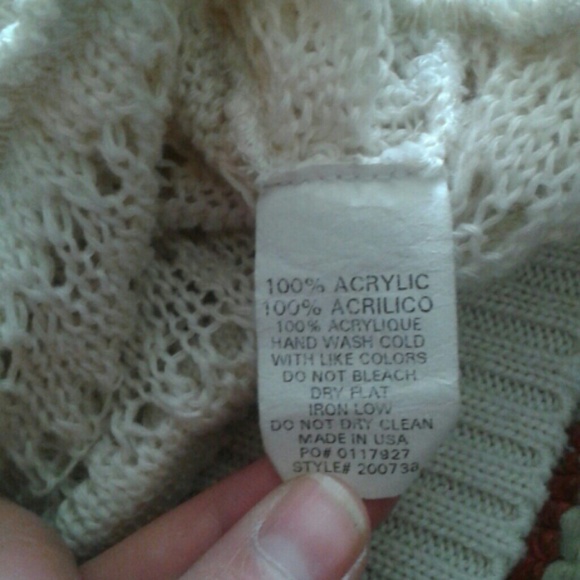 100% ACRYLIC
100% ACRILICO
100% ACRYLIQUE
HAND WASH COLD
WITH LIKE COLORS
DO NOT BLEACH
DRY FLAT
IRON LOW
DO NOT DRY CLEAN
MADE IN USA
PO# 0117927
STYLE#